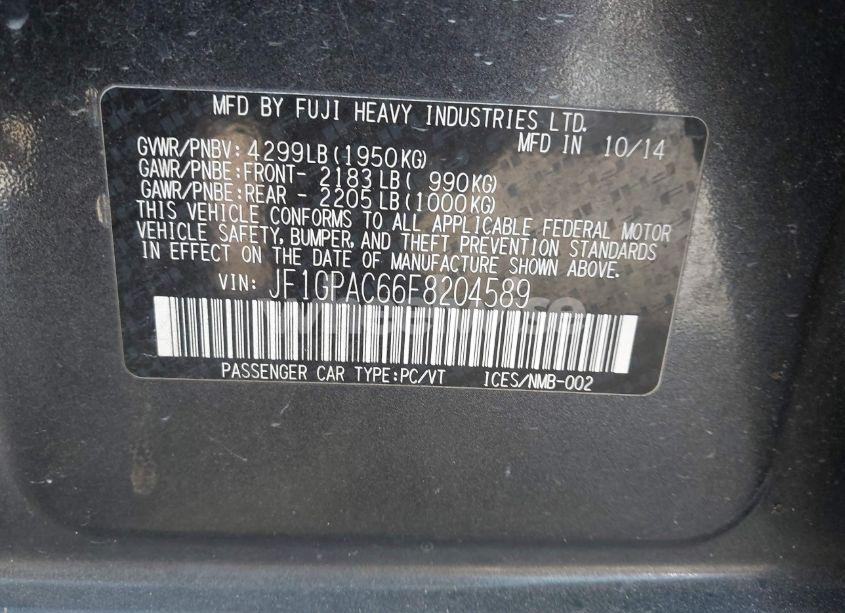 MFD BY FUJI HEAVY INDUSTRIES LTD.
GVWR/PNBV: 4299LB (1950KG) MFD IN 10/14
GAWR/PNBE:FRONT- 2183LB ( 990KG)
GAWR/PNBE:REAR - 2205LB (1000KG)
THIS VEHICLE CONFORMS TO ALL APPLICABLE FEDERAL MOTOR
VEHICLE SAFETY, BUMPER, AND THEFT PREVENTION STANDARDS
IN EFFECT ON THE DATE OF MANUFACTURE SHOWN ABOVE.
VIN: JF1GPAC66F8204589
PASSENGER CAR TYPE:PC/VT ICES/NMB-002